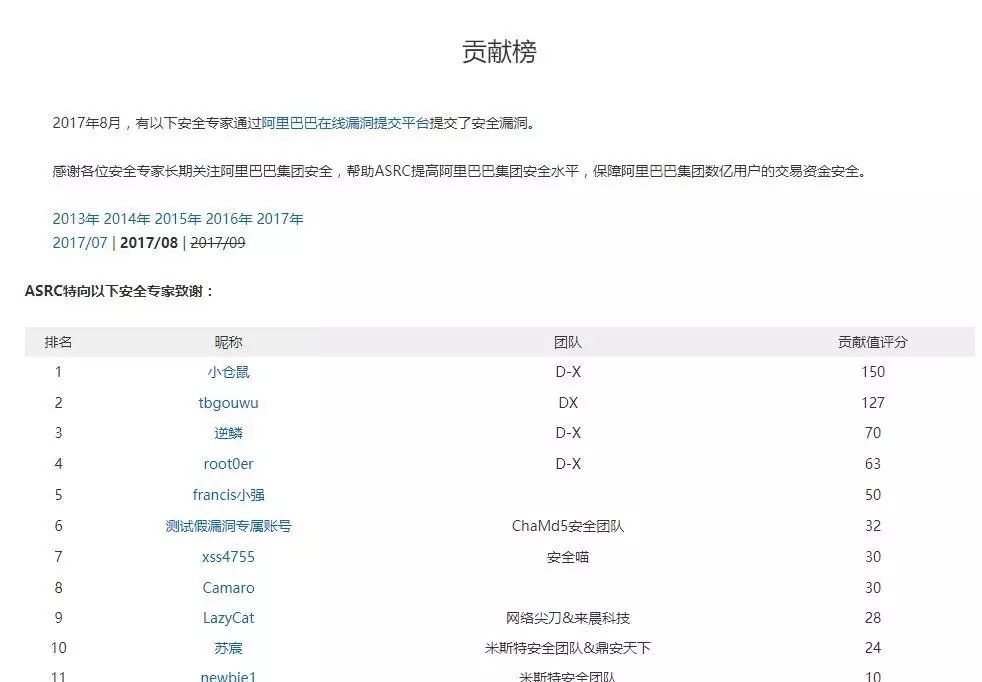 贡献榜
2017年8月，有以下安全专家通过阿里巴巴在线漏洞提交平台提交了安全漏洞。
感谢各位安全专家长期关注阿里巴巴集团安全，帮助ASRC提高阿里巴巴集团安全水平，保障阿里巴巴集团数亿用户的交易资金安全。
2013年 2014年 2015年 2016年 2017年
2017/07 | 2017/08 | 2017/09
ASRC特向以下安全专家致谢：
排名 昵称 团队 贡献值评分
1 小仓鼠 D-X 150
2 tbgouwu DX 127
3 逆鳞 D-X 70
4 root0er D-X 63
5 francis小强 50
6 测试假漏洞专属账号 ChaMd5安全团队 32
7 xss4755 安全喵 30
8 Camaro 30
9 LazyCat 网络尖刀&来晨科技 28
10 苏宸 米斯特安全团队&鼎安天下 24
11 newbie1 米斯特安全团队 10